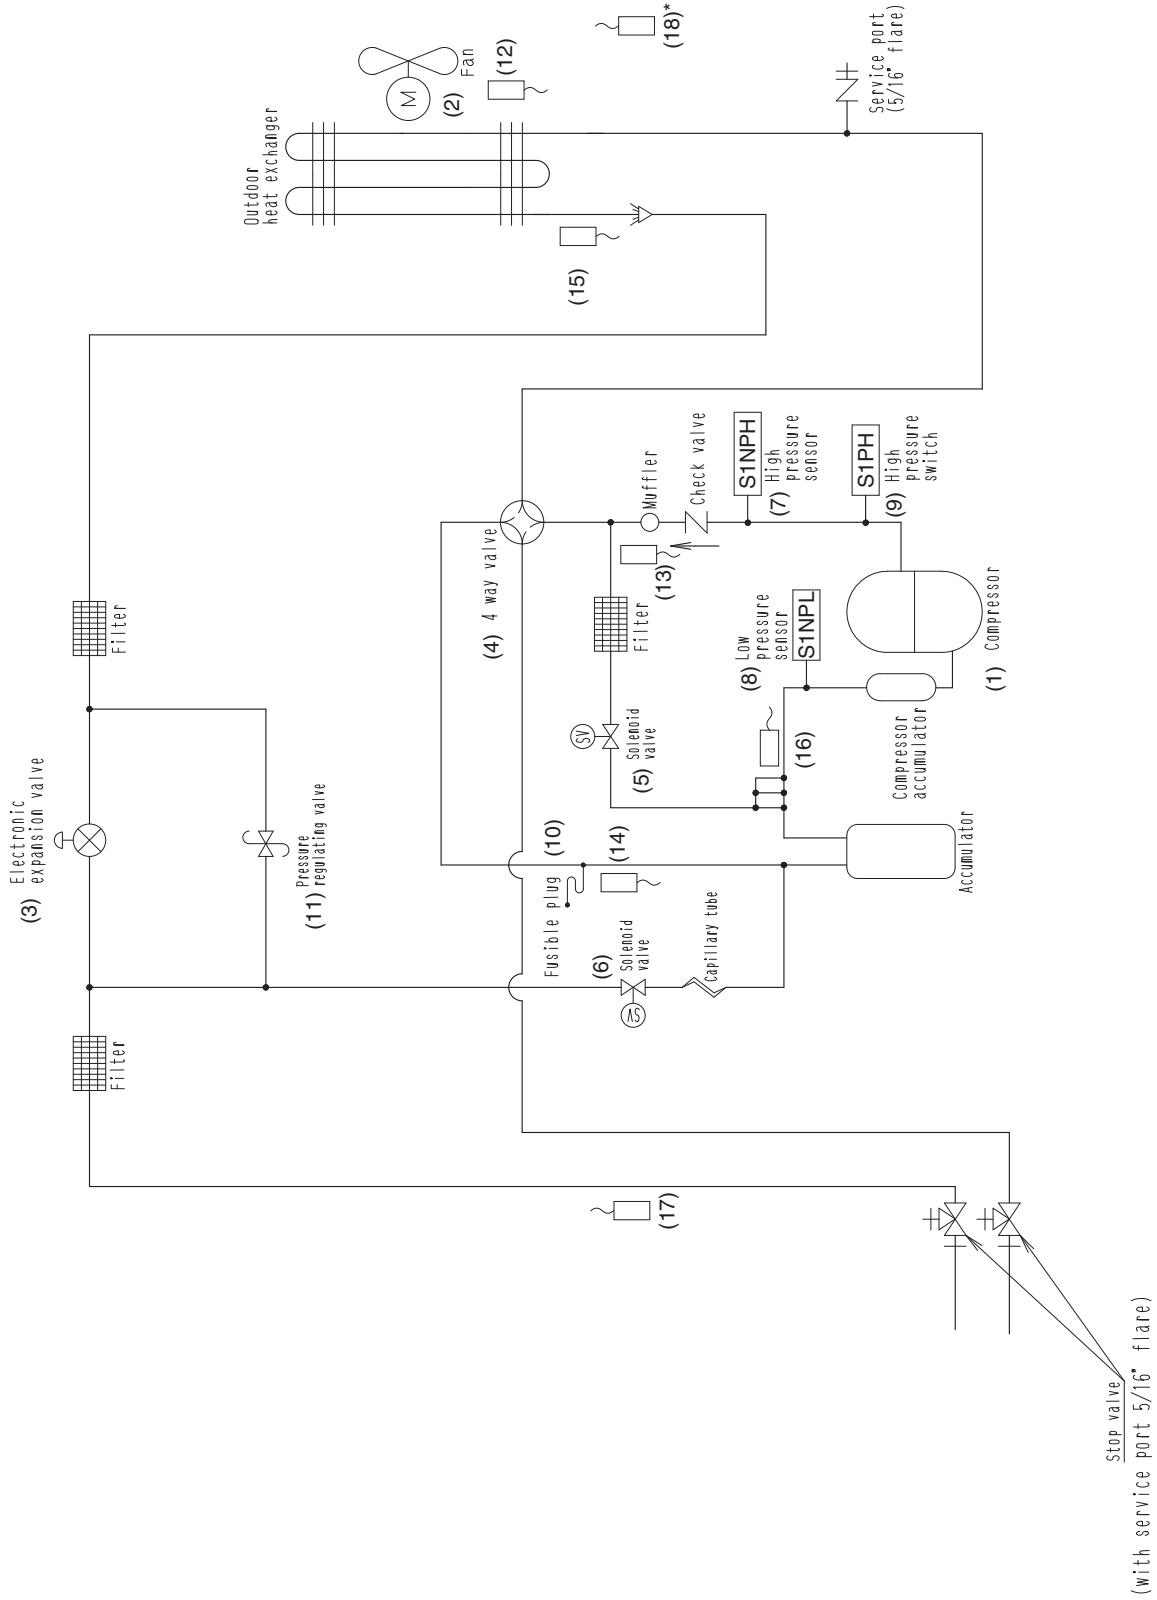 Outdoor
heat exchanger
M
Fan
(2)
(12)
(18)*
Service port
(5/16" flare)
(15)
Filter
Electronic
expansion valve
(3)
Pressure
regulating valve
(11)
Filter
(4) 4 way valve
Muffler
Check valve
S1NPH
(7)
High
pressure
sensor
S1PH
(9)
High
pressure
switch
(13)
Filter
SV
(5)
Solenoid
valve
(8)
Low
pressure
sensor
S1NPL
(1) Compressor
(16)
Compressor
accumulator
Accumulator
Fusible plug
(10)
(14)
(6)
Solenoid
valve
SV
Capillary tube
(17)
Stop valve
(with service port 5/16" flare)